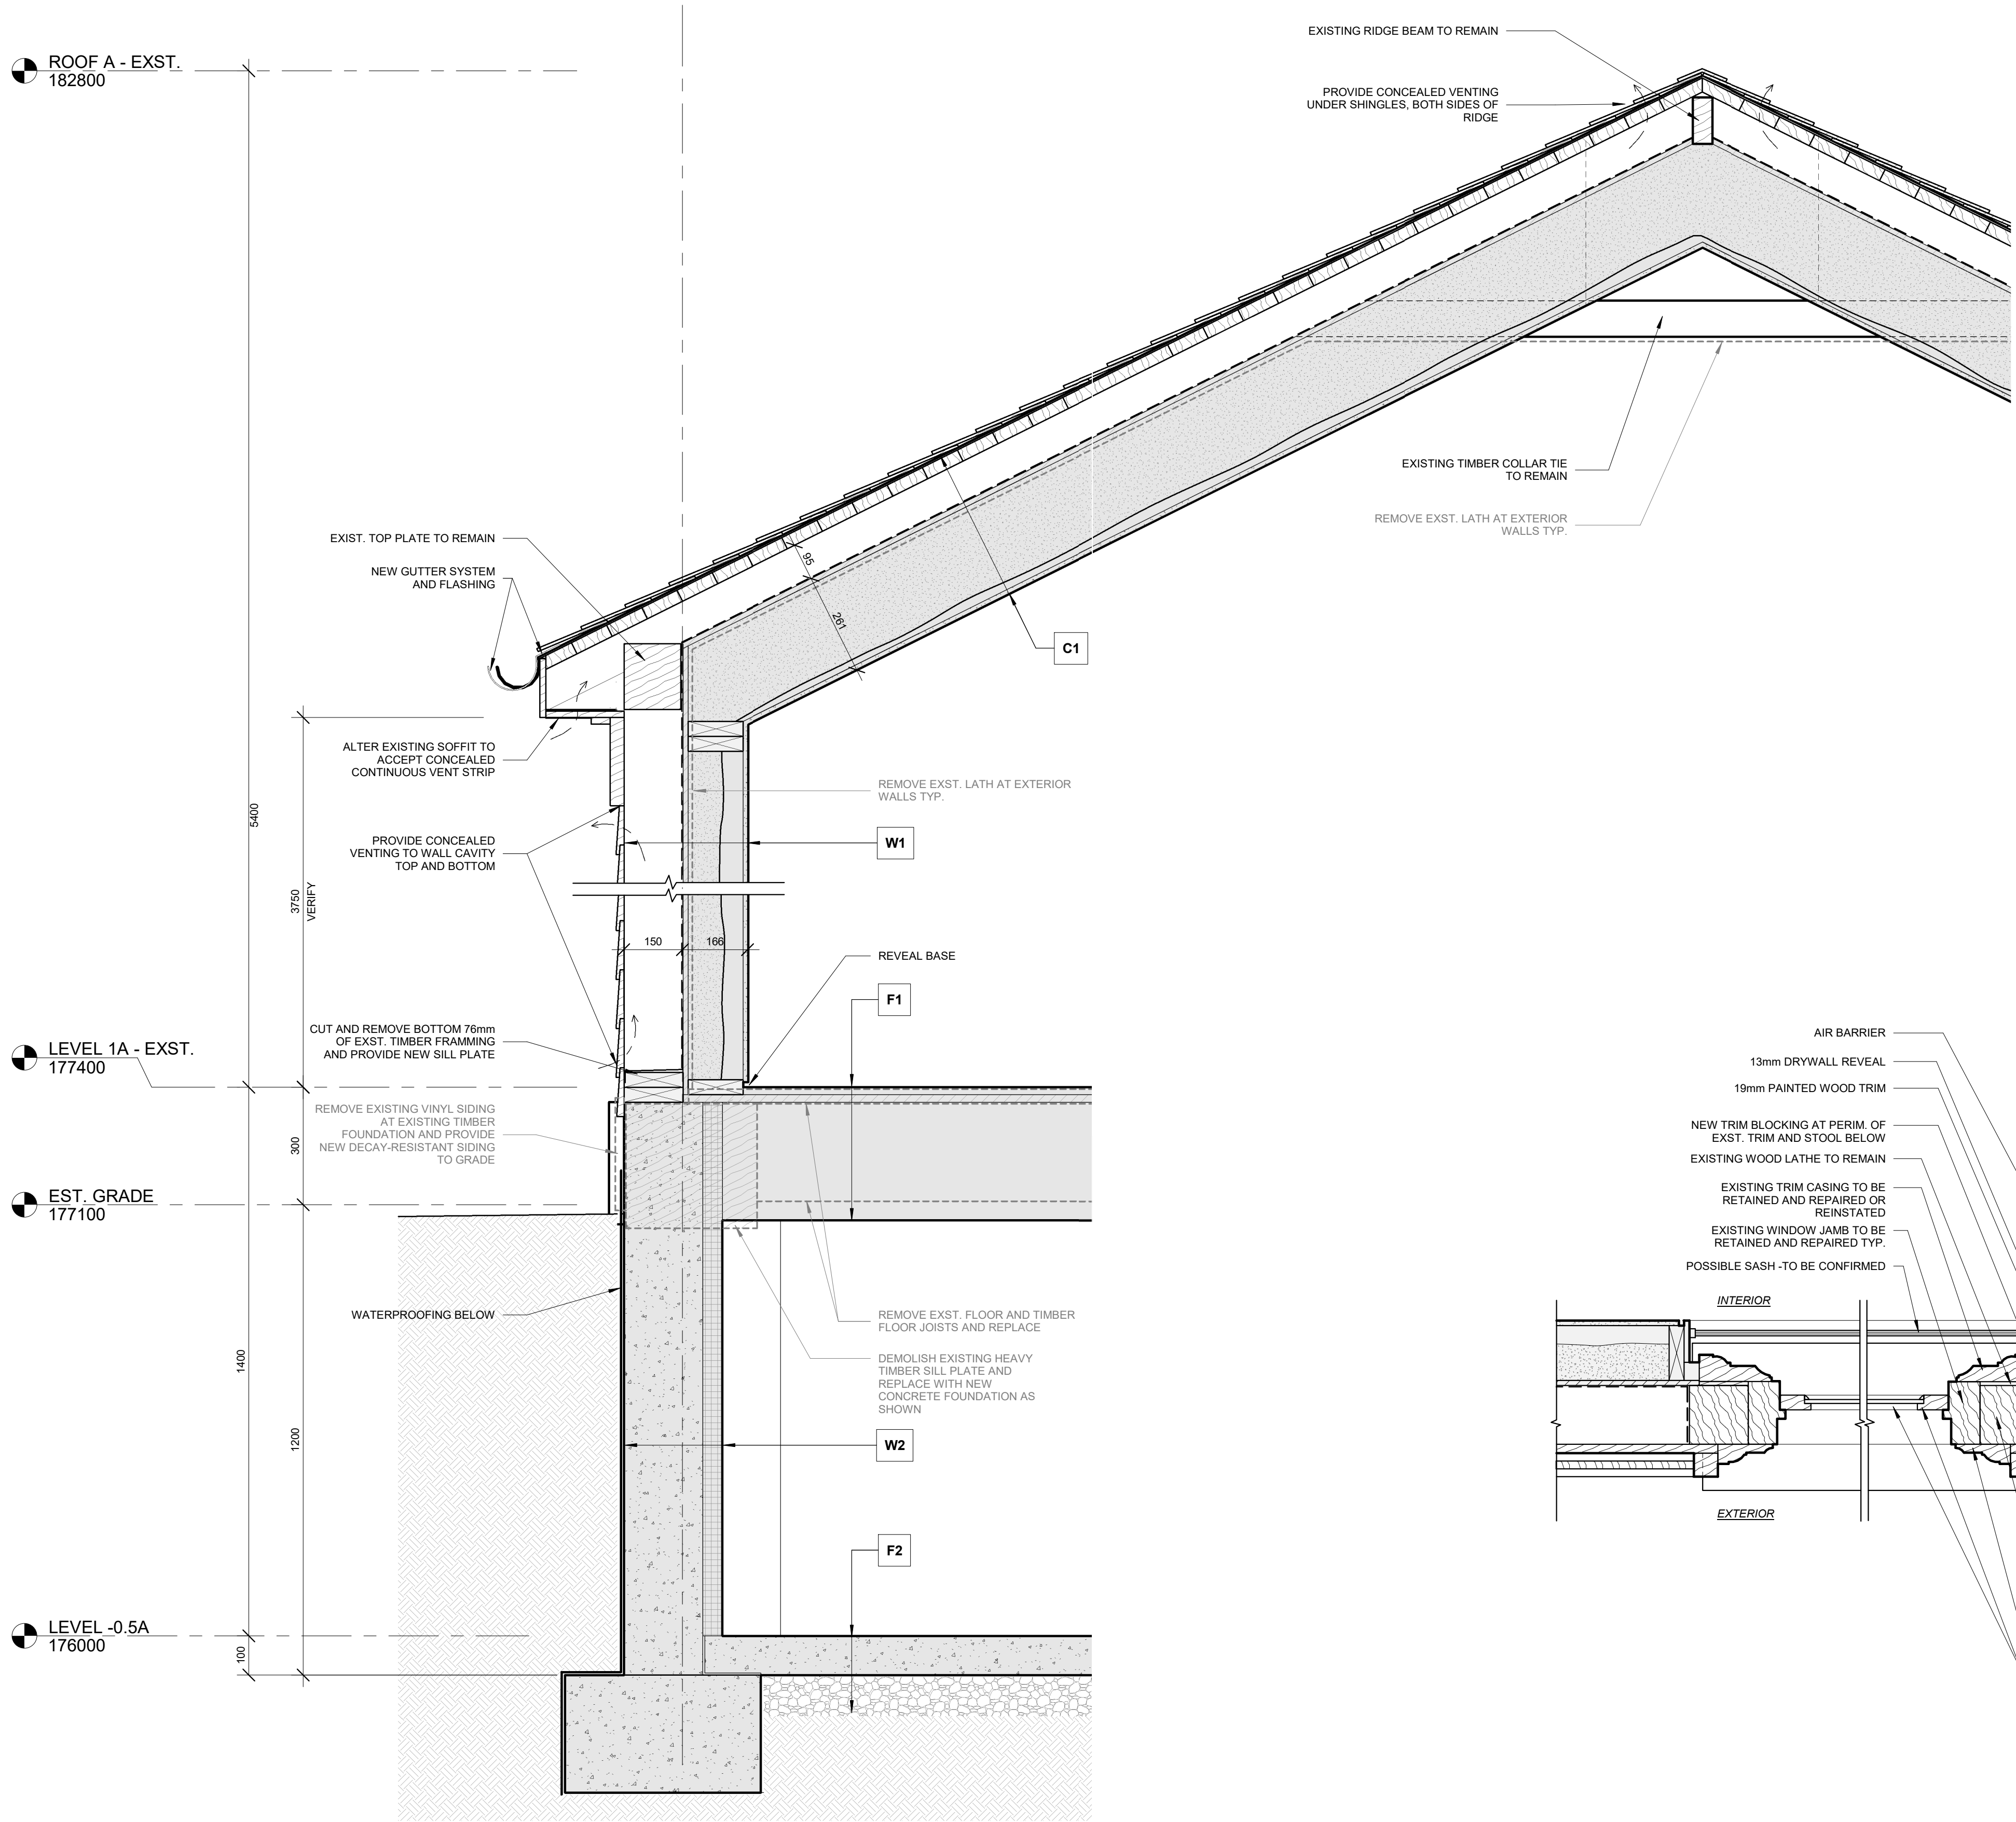 EXISTING RIDGE BEAM TO REMAIN
ROOF A - EXST.
182800
PROVIDE CONCEALED VENTING
UNDER SHINGLES, BOTH SIDES OF
RIDGE
EXISTING TIMBER COLLAR TIE
TO REMAIN
REMOVE EXST. LATH AT EXTERIOR
WALLS TYP.
EXIST. TOP PLATE TO REMAIN
NEW GUTTER SYSTEM
AND FLASHING
95
261
C1
ALTER EXISTING SOFFIT TO
ACCEPT CONCEALED
CONTINUOUS VENT STRIP
REMOVE EXST. LATH AT EXTERIOR
WALLS TYP.
5400
PROVIDE CONCEALED
VENTING TO WALL CAVITY
TOP AND BOTTOM
W1
3750
VERIFY
150
166
REVEAL BASE
F1
CUT AND REMOVE BOTTOM 76mm
OF EXST. TIMBER FRAMMING
AND PROVIDE NEW SILL PLATE
LEVEL 1A - EXST.
177400
REMOVE EXISTING VINYL SIDING
AT EXISTING TIMBER
FOUNDATION AND PROVIDE
NEW DECAY-RESISTANT SIDING
TO GRADE
300
EST. GRADE
177100
WATERPROOFING BELOW
REMOVE EXST. FLOOR AND TIMBER
FLOOR JOISTS AND REPLACE
DEMOLISH EXISTING HEAVY
TIMBER SILL PLATE AND
REPLACE WITH NEW
CONCRETE FOUNDATION AS
SHOWN
1400
1200
W2
F2
LEVEL -0.5A
176000
100
AIR BARRIER
13mm DRYWALL REVEAL
19mm PAINTED WOOD TRIM
NEW TRIM BLOCKING AT PERIM. OF
EXST. TRIM AND STOOL BELOW
EXISTING WOOD LATHE TO REMAIN
EXISTING TRIM CASING TO BE
RETAINED AND REPAIRED OR
REINSTATED
EXISTING WINDOW JAMB TO BE
RETAINED AND REPAIRED TYP.
POSSIBLE SASH -TO BE CONFIRMED
INTERIOR
EXTERIOR